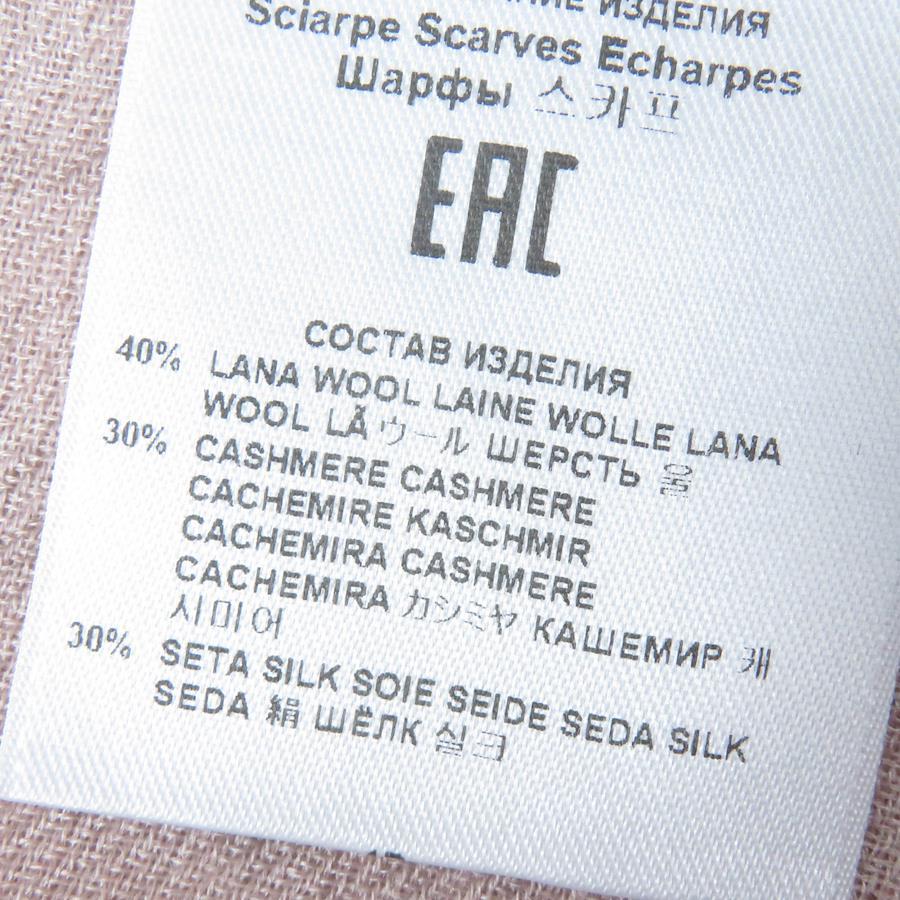 ИЗДЕЛИЯ
Sciarpe Scarves Echarpes
Шарфы 스카프
EAC
СОСТАВ ИЗДЕЛИЯ
40% LANA WOOL LAINE WOLLE LANA
WOOL LÃ ウール ШЕРСТЬ 울
30% CASHMERE CASHMERE
CACHEMIRE KASCHMIR
CACHEMIRA CASHMERE
CACHEMIRA カシミヤ КАШЕМИР 캐
시미어
30% SETA SILK SOIE SEIDE SEDA SILK
SEDA 絹 ШЁЛК 실크